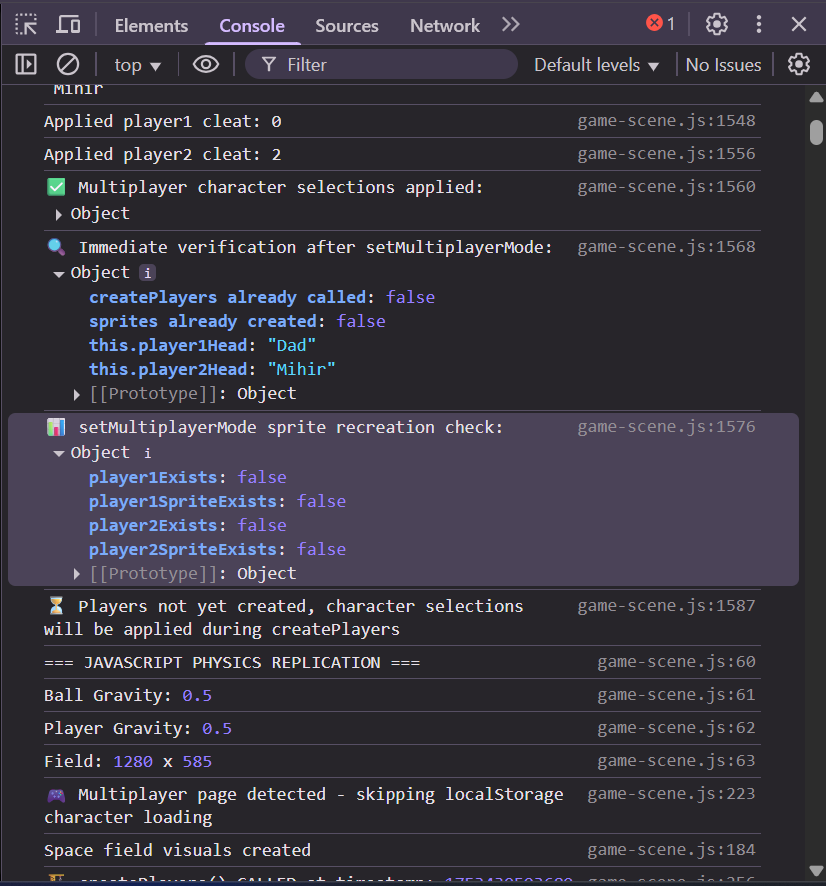 Elements Console Sources Network 1
top Filter Default levels No Issues
Mihir
Applied player1 cleat: 0 game-scene.js:1548
Applied player2 cleat: 2 game-scene.js:1556
✅ Multiplayer character selections applied: game-scene.js:1560
Object
🔍 Immediate verification after setMultiplayerMode: game-scene.js:1568
Object i
createPlayers already called: false
sprites already created: false
this.player1Head: "Dad"
this.player2Head: "Mihir"
[[Prototype]]: Object
📊 setMultiplayerMode sprite recreation check: game-scene.js:1576
Object i
player1Exists: false
player1SpriteExists: false
player2Exists: false
player2SpriteExists: false
[[Prototype]]: Object
⏳ Players not yet created, character selections game-scene.js:1587
will be applied during createPlayers
=== JAVASCRIPT PHYSICS REPLICATION === game-scene.js:60
Ball Gravity: 0.5 game-scene.js:61
Player Gravity: 0.5 game-scene.js:62
Field: 1280 x 585 game-scene.js:63
🎮 Multiplayer page detected - skipping localStorage game-scene.js:223
character loading
Space field visuals created game-scene.js:184
createPlayers() CALLED at timestamp: